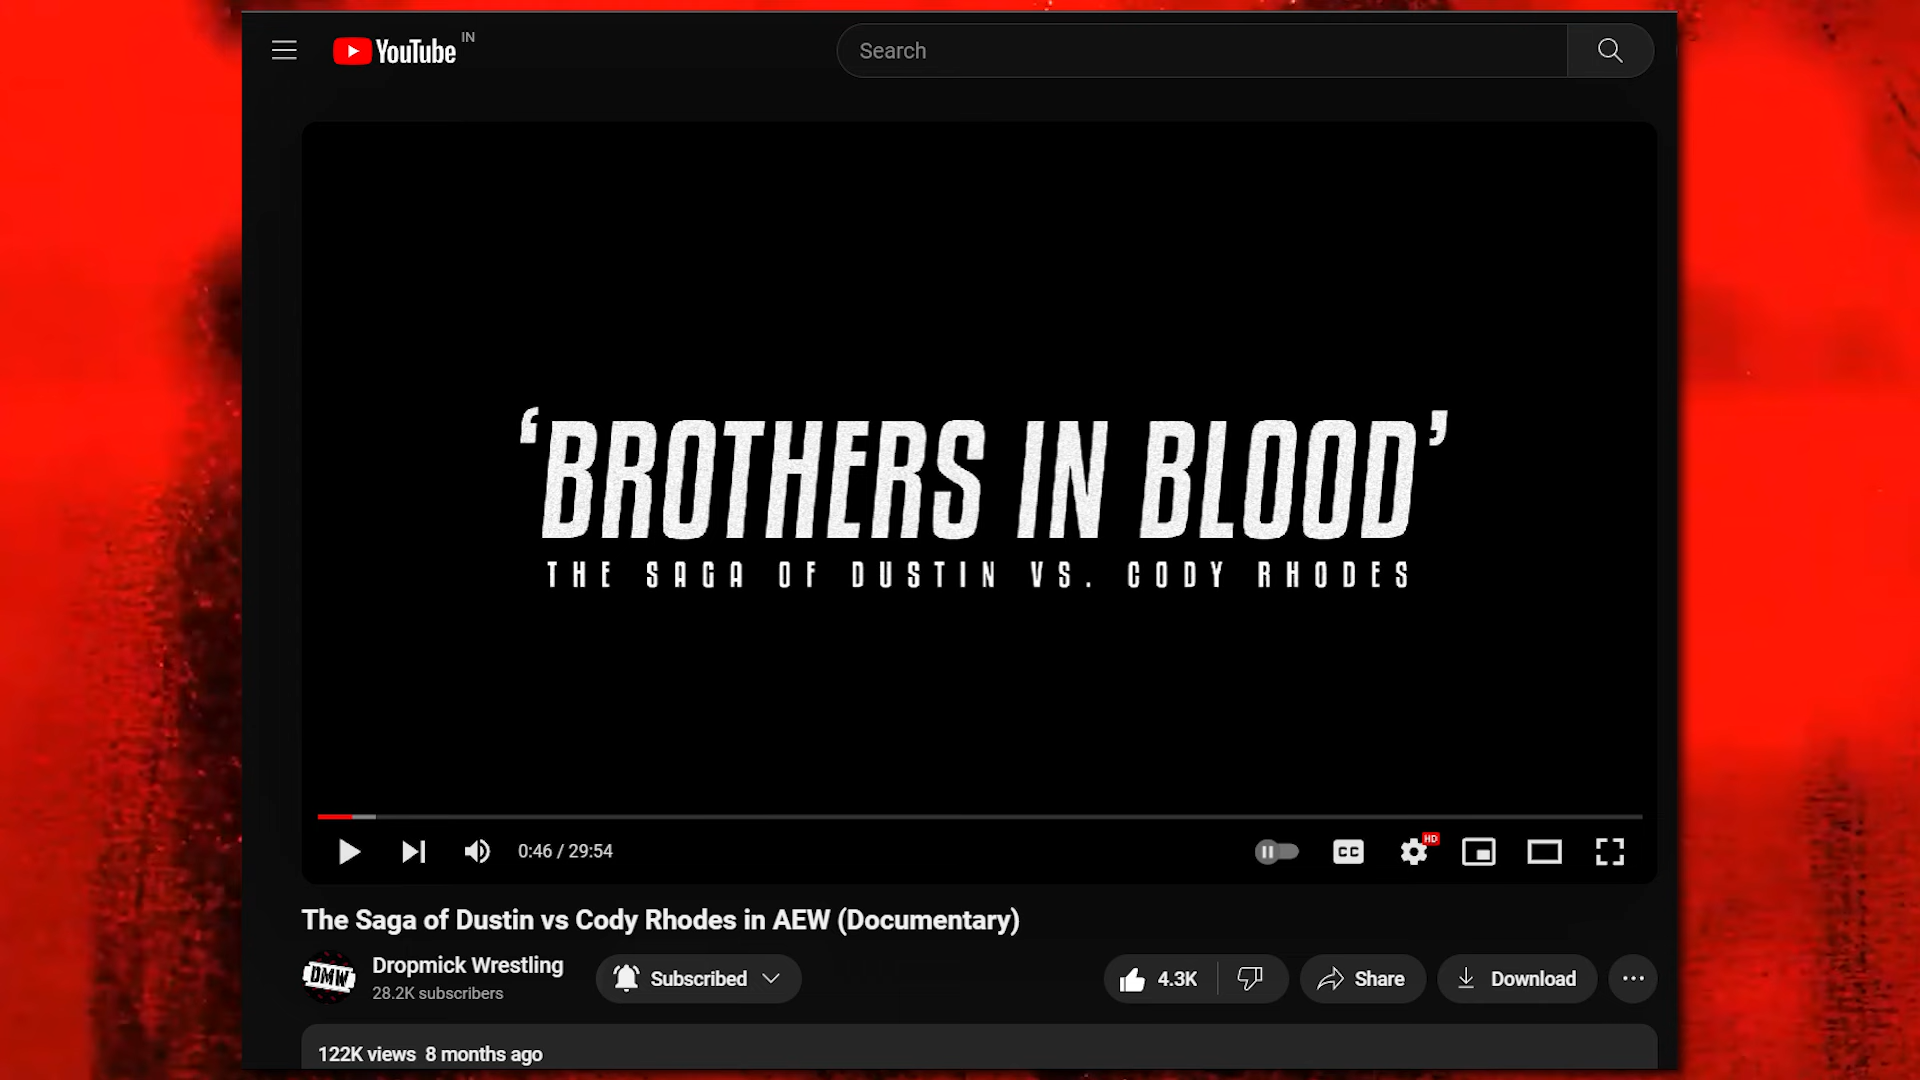 YouTube IN
Search
‘BROTHERS IN BLOOD’
THE SAGA OF DUSTIN VS. CODY RHODES
0:46 / 29:54
CC
HD
The Saga of Dustin vs Cody Rhodes in AEW (Documentary)
DMW
Dropmick Wrestling
28.2K subscribers
Subscribed
4.3K
Share
Download
122K views 8 months ago